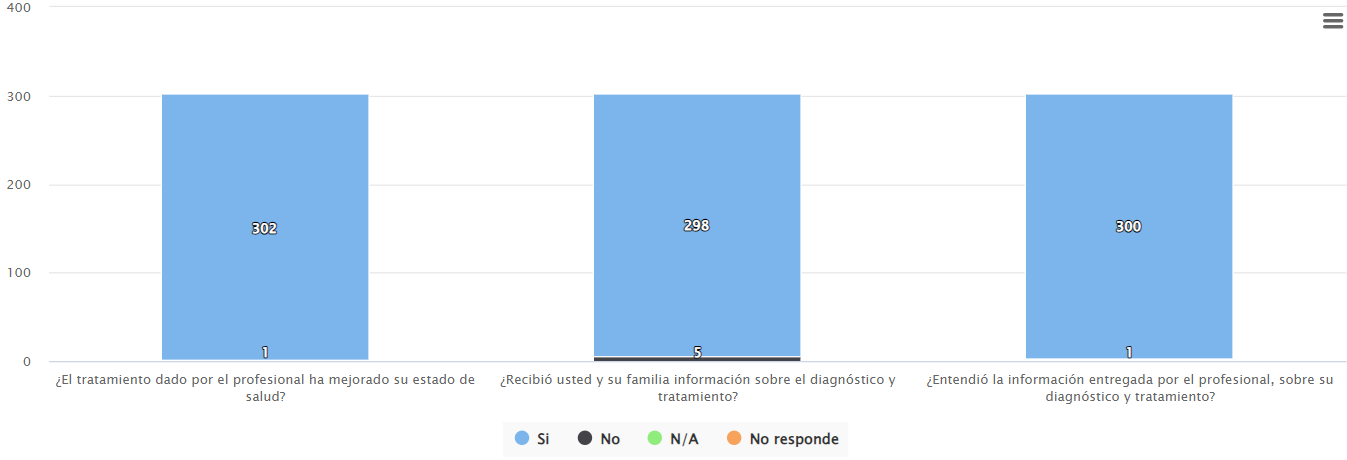 400
300
200
100
0
302
298
300
1
5
1
¿El tratamiento dado por el profesional ha mejorado su estado de
salud?
¿Recibió usted y su familia información sobre el diagnóstico y
tratamiento?
¿Entendió la información entregada por el profesional, sobre su
diagnóstico y tratamiento?
Si No N/A No responde